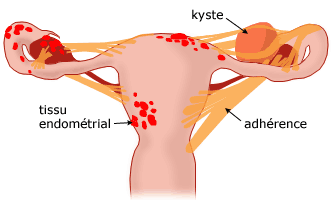 kyste
tissu
endométrial
adhérence